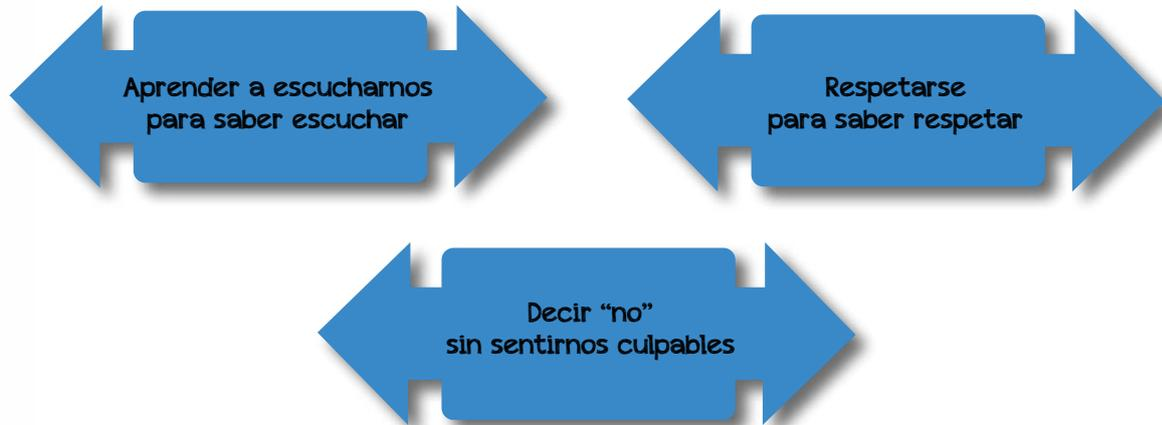 Aprender a escucharnos
para saber escuchar
Respetarse
para saber respetar
Decir “no”
sin sentirnos culpables